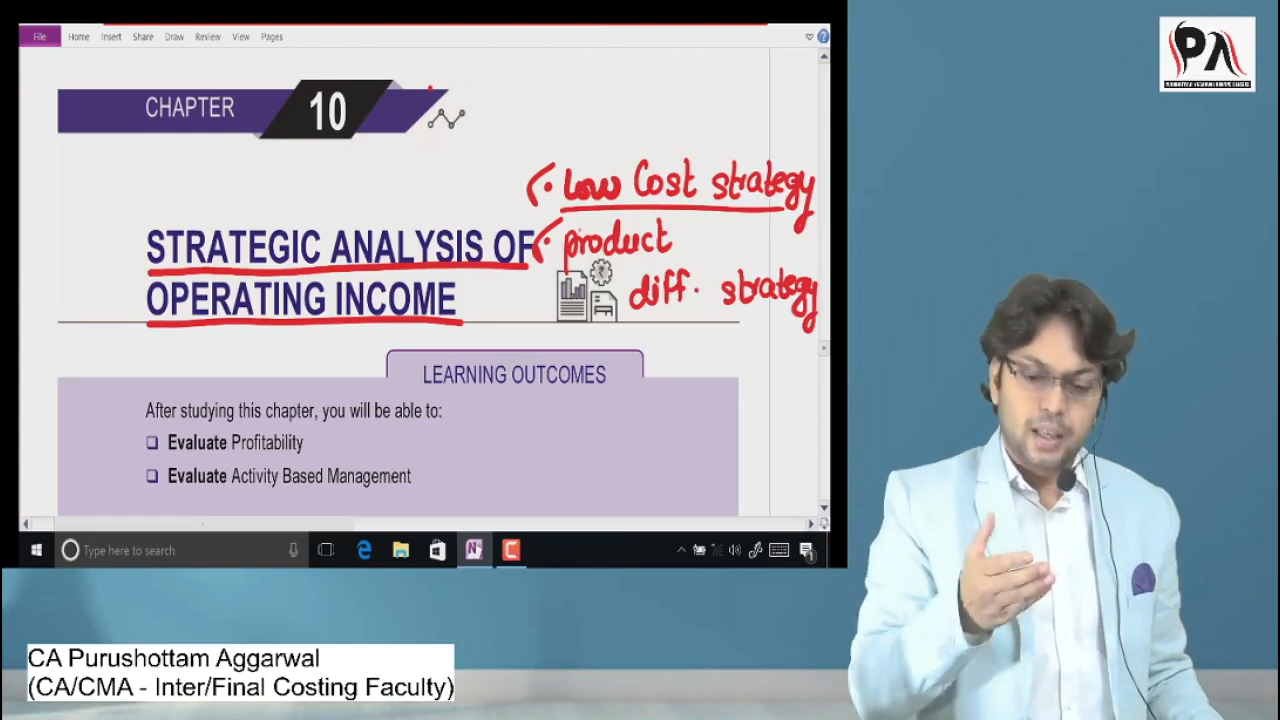 File Home Insert Share Draw Review View Pages
CHAPTER 10
• Low Cost strategy
STRATEGIC ANALYSIS OF
• product
OPERATING INCOME
diff. strategy
LEARNING OUTCOMES
After studying this chapter, you will be able to:
Evaluate Profitability
Evaluate Activity Based Management
Type here to search
PA
CA Purushottam Aggarwal
(CA/CMA - Inter/Final Costing Faculty)